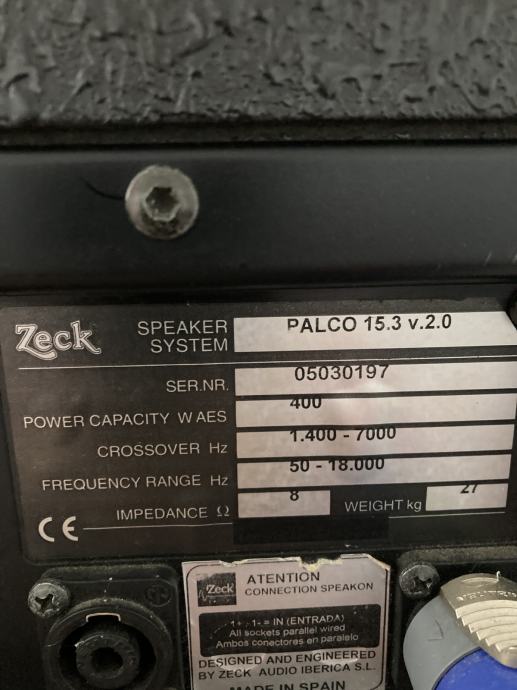 Zeck SPEAKER SYSTEM PALCO 15.3 v.2.0
SER.NR. 05030197
POWER CAPACITY W AES 400
CROSSOVER Hz 1.400 - 7000
FREQUENCY RANGE Hz 50 - 18.000
CE IMPEDANCE Ω 8 WEIGHT kg 27
Zeck ATENTION
CONNECTION SPEAKON
1+ · 1- = IN (ENTRADA)
All sockets parallel wired
Ambos conectores en paralelo
DESIGNED AND ENGINEERED
BY ZECK AUDIO IBERICA S.L.
MADE IN SPAIN